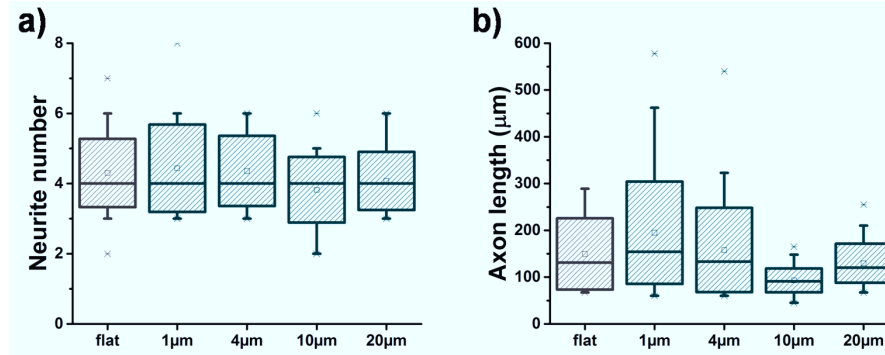 a)
Neurite number
8
6
4
2
0
flat 1μm 4μm 10μm 20μm
b)
Axon length (μm)
600
500
400
300
200
100
0
flat 1μm 4μm 10μm 20μm